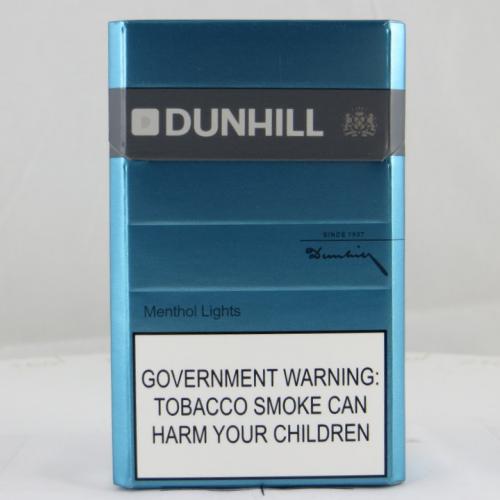 DUNHILL
SINCE 1907
Dunhill
Menthol Lights
GOVERNMENT WARNING:
TOBACCO SMOKE CAN
HARM YOUR CHILDREN